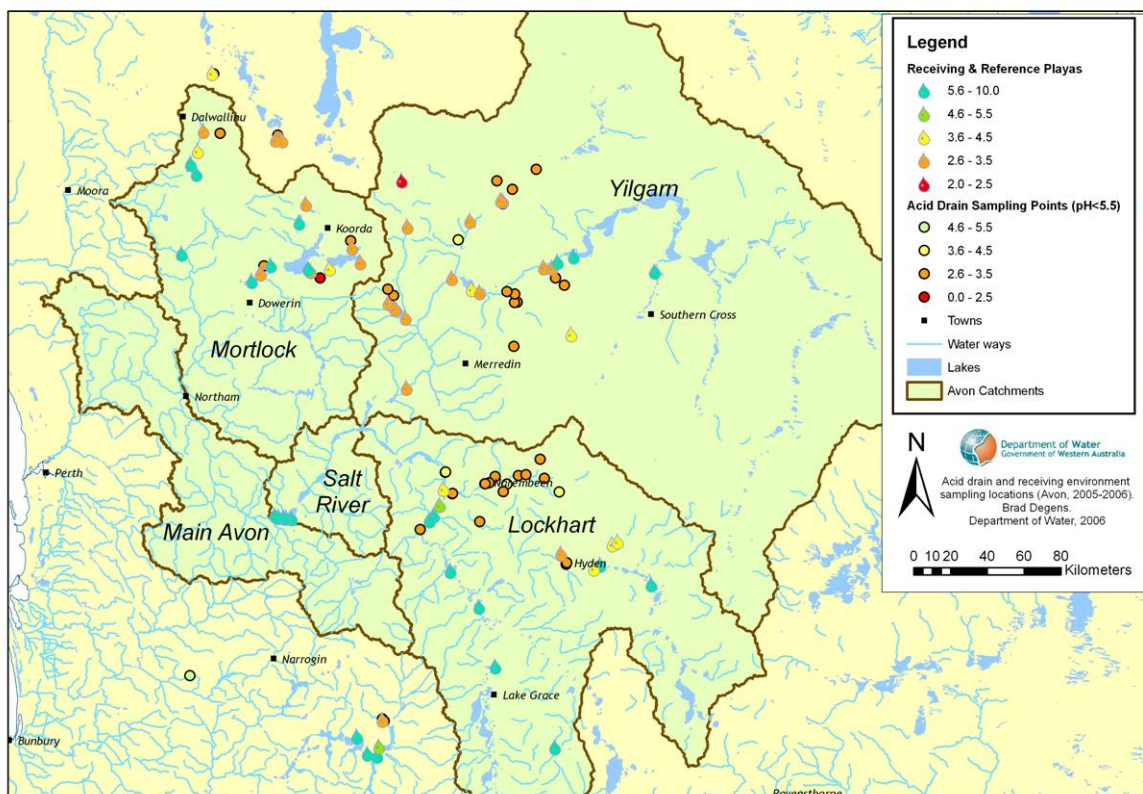 Dalwallinu
Moora
Koorda
Yilgarn
Dowerin
Southern Cross
Mortlock
Merredin
Northam
Perth
Salt
River
Narembeen
Main Avon
Lockhart
Hyden
Narrogin
Lake Grace
Bunbury
Ravensthorpe
Legend
Receiving & Reference Playas
5.6 - 10.0
4.6 - 5.5
3.6 - 4.5
2.6 - 3.5
2.0 - 2.5
Acid Drain Sampling Points (pH<5.5)
4.6 - 5.5
3.6 - 4.5
2.6 - 3.5
0.0 - 2.5
Towns
Water ways
Lakes
Avon Catchments
N
Department of Water
Government of Western Australia
Acid drain and receiving environment
sampling locations (Avon, 2005-2006).
Brad Degens.
Department of Water, 2006
0 10 20 40 60 80
Kilometers